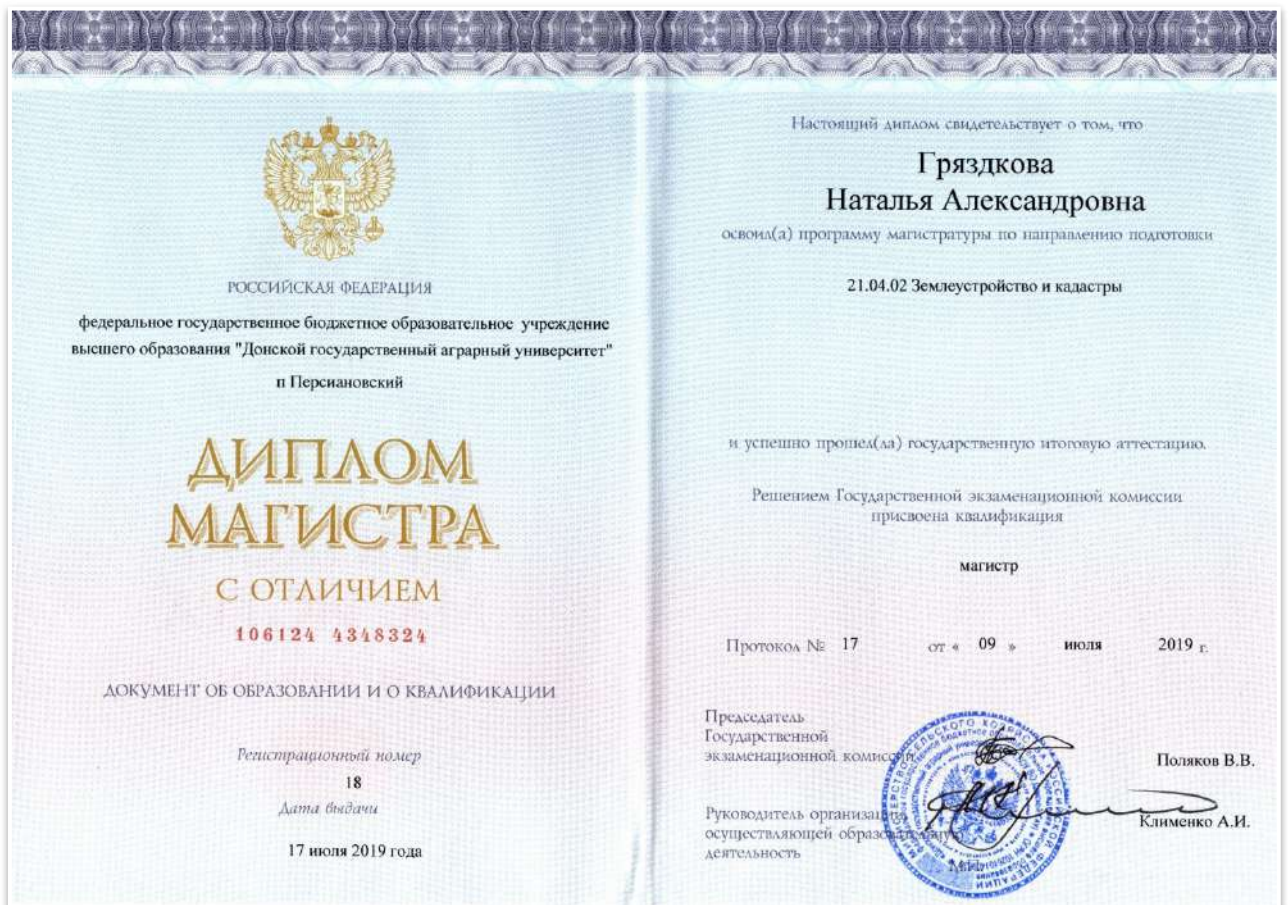 РОССИЙСКАЯ ФЕДЕРАЦИЯ
федеральное государственное бюджетное образовательное учреждение
высшего образования "Донской государственный аграрный университет"
п Персиановский
ДИПЛОМ
МАГИСТРА
С ОТЛИЧИЕМ
106124 4348324
ДОКУМЕНТ ОБ ОБРАЗОВАНИИ И О КВАЛИФИКАЦИИ
Регистрационный номер
18
Дата выдачи
17 июля 2019 года
Настоящий диплом свидетельствует о том, что
Гряздкова
Наталья Александровна
освоил(а) программу магистратуры по направлению подготовки
21.04.02 Землеустройство и кадастры
и успешно прошел(ла) государственную итоговую аттестацию.
Решением Государственной экзаменационной комиссии
присвоена квалификация
магистр
Протокол № 17 от « 09 » июля 2019 г.
Председатель
Государственной
экзаменационной комиссии
Поляков В.В.
Руководитель организации,
осуществляющей образовательную
деятельность
Клименко А.И.